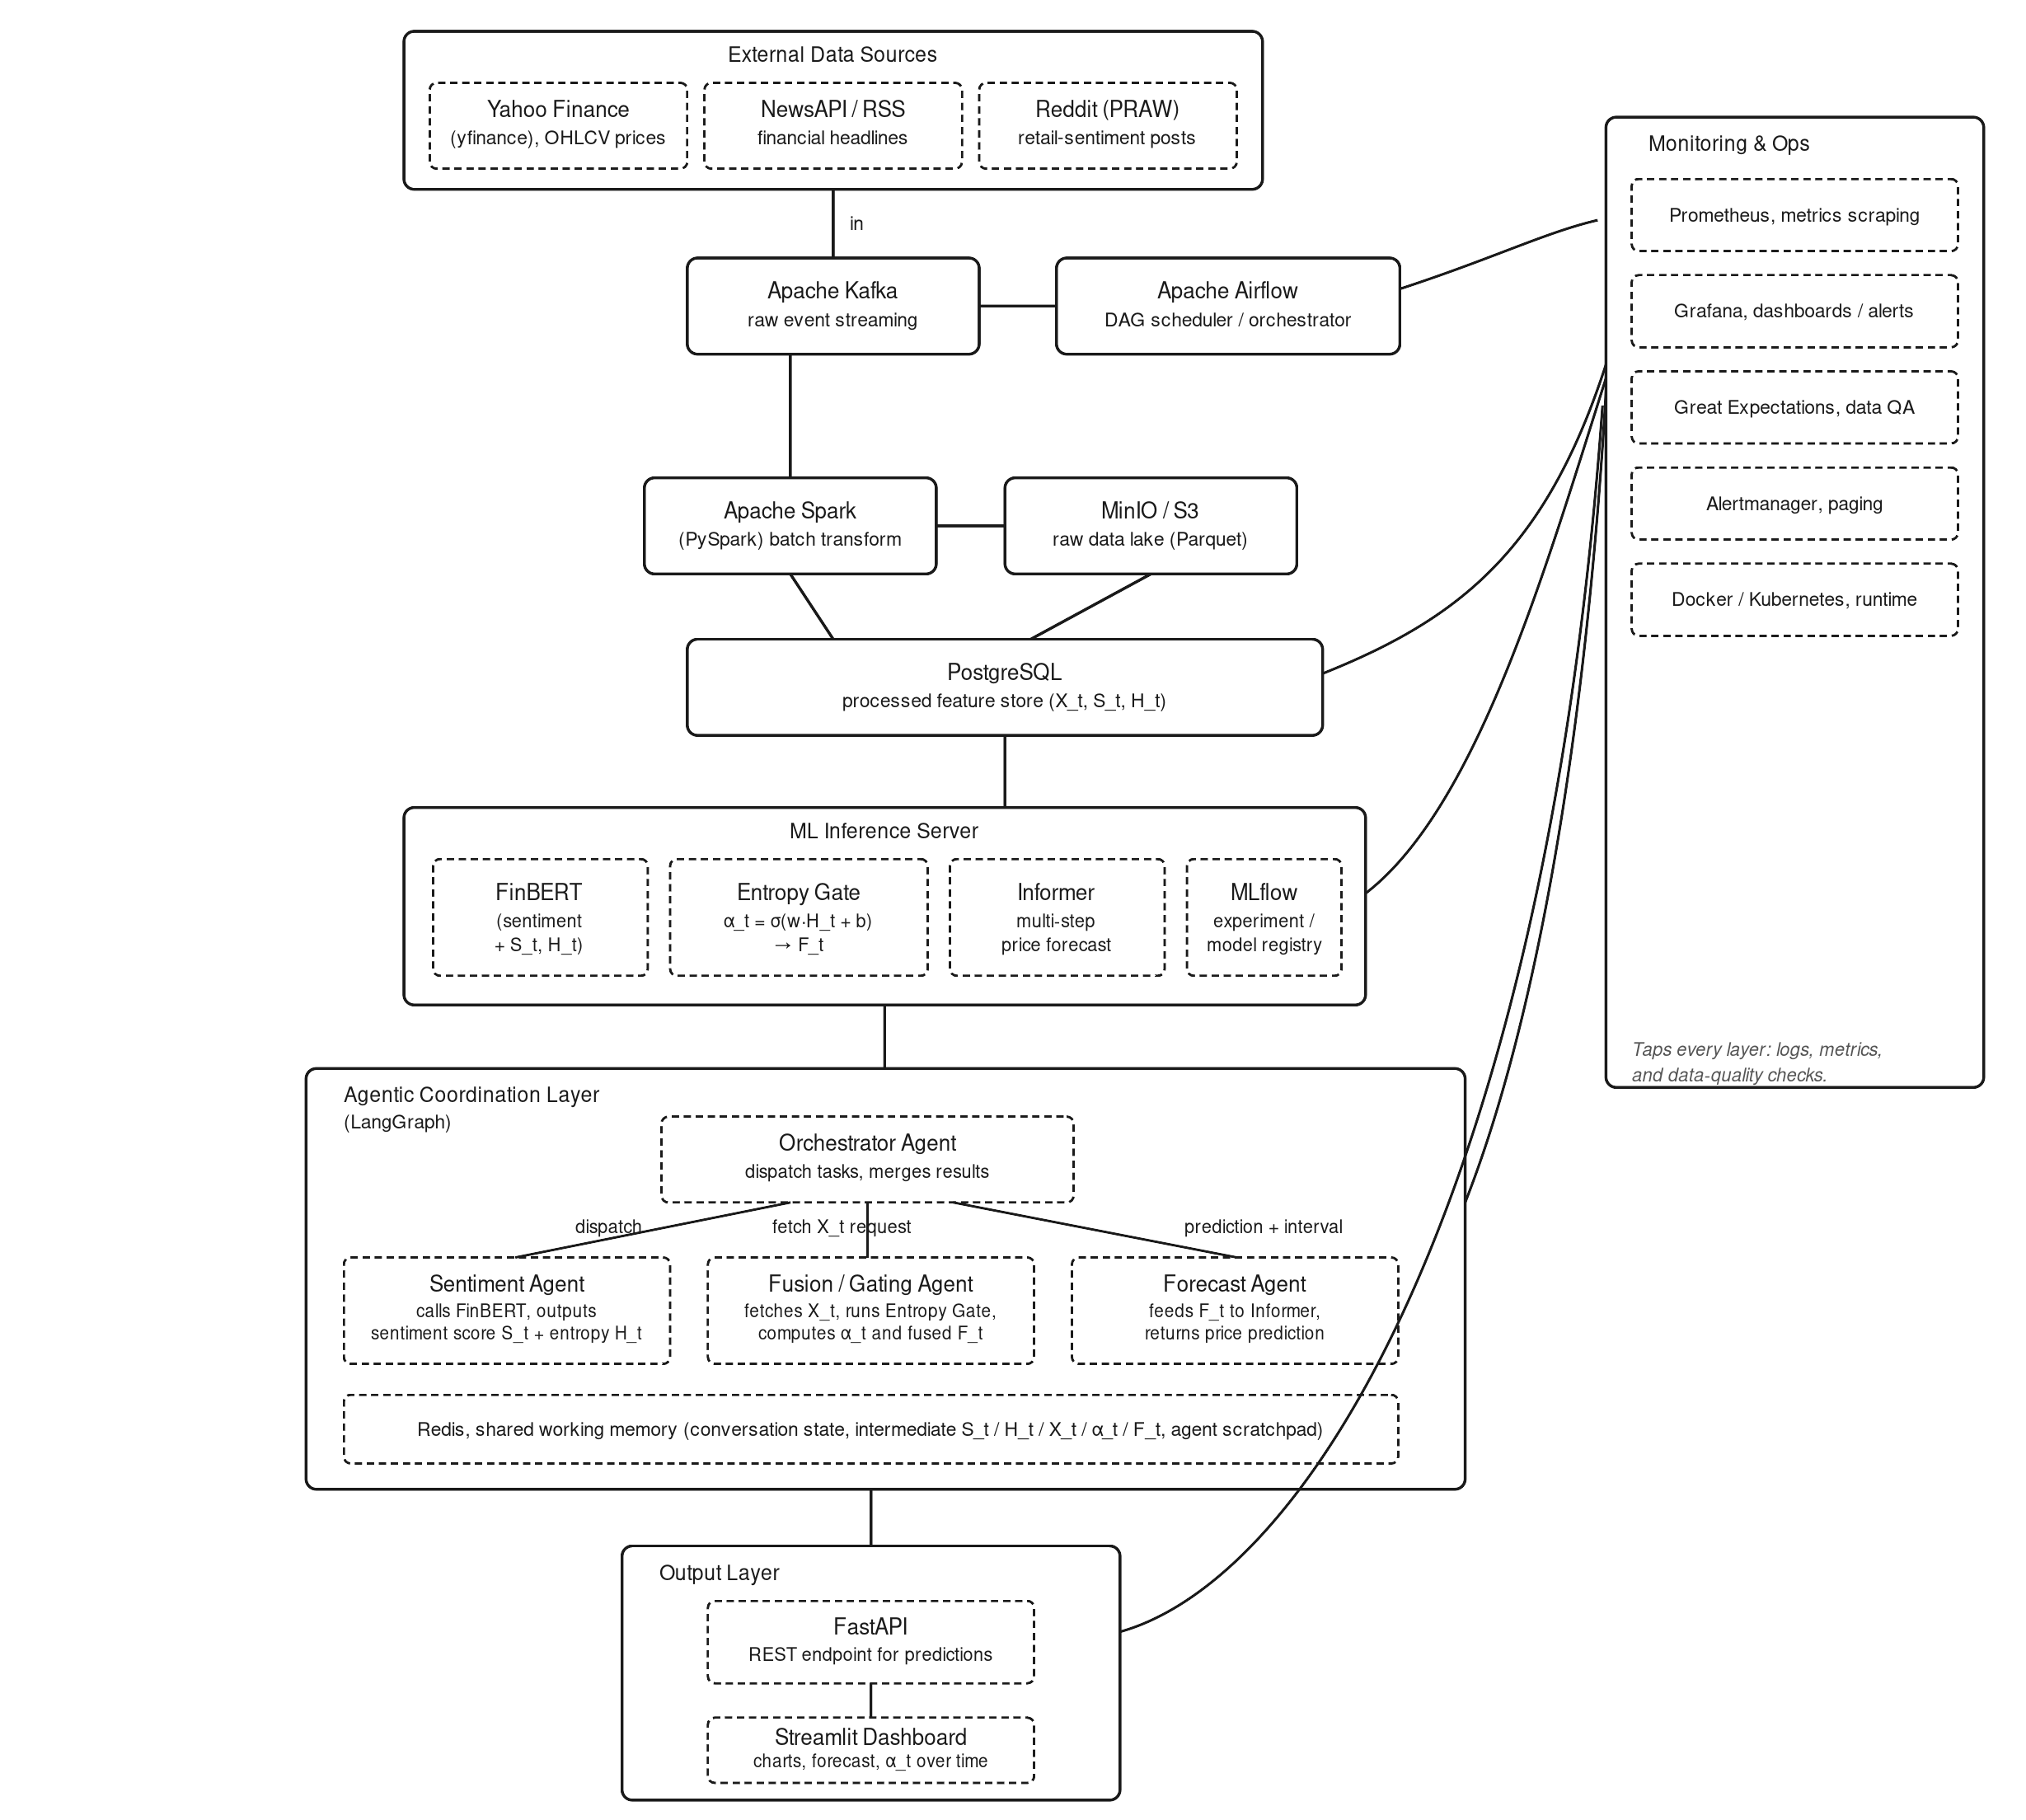 External Data Sources
Yahoo Finance
(yfinance), OHLCV prices
NewsAPI / RSS
financial headlines
Reddit (PRAW)
retail-sentiment posts
in
Apache Kafka
raw event streaming
Apache Airflow
DAG scheduler / orchestrator
Apache Spark
(PySpark) batch transform
MinIO / S3
raw data lake (Parquet)
PostgreSQL
processed feature store (X_t, S_t, H_t)
ML Inference Server
FinBERT
(sentiment
+ S_t, H_t)
Entropy Gate
α_t = σ(w·H_t + b)
→ F_t
Informer
multi-step
price forecast
MLflow
experiment /
model registry
Agentic Coordination Layer
(LangGraph)
Orchestrator Agent
dispatch tasks, merges results
dispatch
fetch X_t request
prediction + interval
Sentiment Agent
calls FinBERT, outputs
sentiment score S_t + entropy H_t
Fusion / Gating Agent
fetches X_t, runs Entropy Gate,
computes α_t and fused F_t
Forecast Agent
feeds F_t to Informer,
returns price prediction
Redis, shared working memory (conversation state, intermediate S_t / H_t / X_t / α_t / F_t, agent scratchpad)
Output Layer
FastAPI
REST endpoint for predictions
Streamlit Dashboard
charts, forecast, α_t over time
Monitoring & Ops
Prometheus, metrics scraping
Grafana, dashboards / alerts
Great Expectations, data QA
Alertmanager, paging
Docker / Kubernetes, runtime
Taps every layer: logs, metrics,
and data-quality checks.